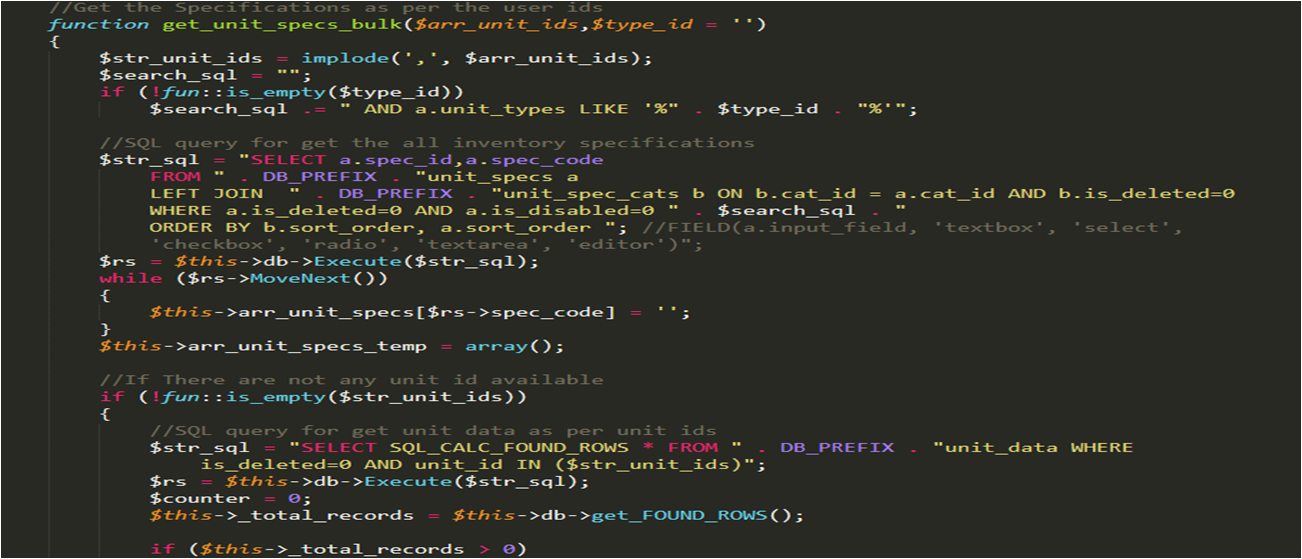 //Get the Specifications as per the user ids
function get_unit_specs_bulk($arr_unit_ids,$type_id = '')
{
$str_unit_ids = implode(',', $arr_unit_ids);
$search_sql = "";
if (!fun::is_empty($type_id))
$search_sql .= " AND a.unit_types LIKE '%" . $type_id . "%'";
//SQL query for get the all inventory specifications
$str_sql = "SELECT a.spec_id,a.spec_code
FROM " . DB_PREFIX . "unit_specs a
LEFT JOIN  " . DB_PREFIX . "unit_spec_cats b ON b.cat_id = a.cat_id AND b.is_deleted=0
WHERE a.is_deleted=0 AND a.is_disabled=0 " . $search_sql . "
ORDER BY b.sort_order, a.sort_order "; //FIELD(a.input_field, 'textbox', 'select',
'checkbox', 'radio', 'textarea', 'editor')";
$rs = $this->db->Execute($str_sql);
while ($rs->MoveNext())
{
$this->arr_unit_specs[$rs->spec_code] = '';
}
$this->arr_unit_specs_temp = array();
//If There are not any unit id available
if (!fun::is_empty($str_unit_ids))
{
//SQL query for get unit data as per unit ids
$str_sql = "SELECT SQL_CALC_FOUND_ROWS * FROM " . DB_PREFIX . "unit_data WHERE
is_deleted=0 AND unit_id IN ($str_unit_ids)";
$rs = $this->db->Execute($str_sql);
$counter = 0;
$this->_total_records = $this->db->get_FOUND_ROWS();
if ($this->_total_records > 0)